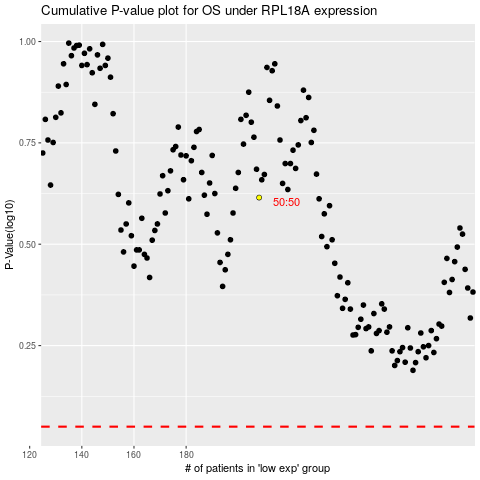 Cumulative P-value plot for OS under RPL18A expression
P-Value(log10)
1.00
0.75
0.50
0.25
50:50
120 140 160 180
# of patients in 'low exp' group